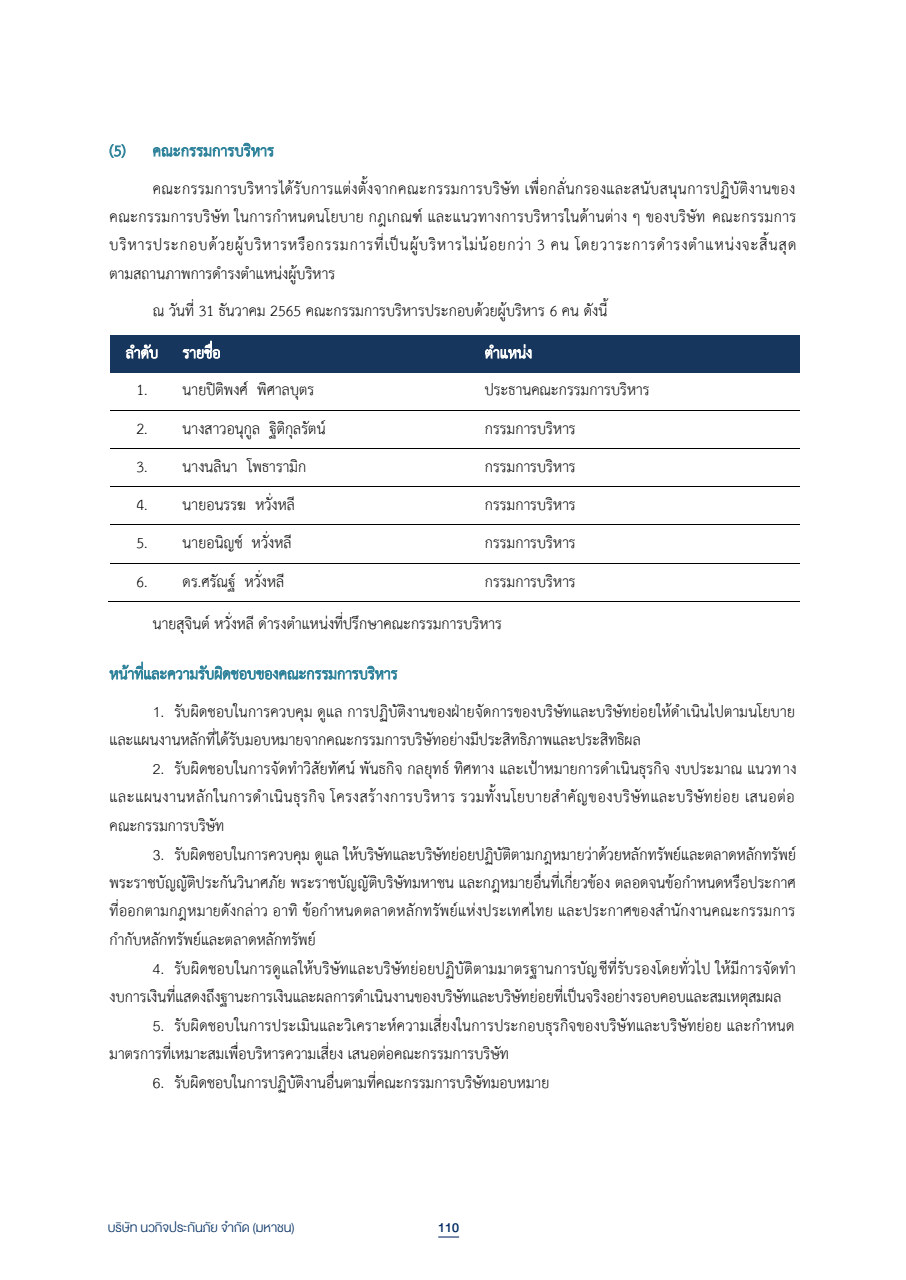 (5) คณะกรรมการบริหาร
คณะกรรมการบริหารได้รับการแต่งตั้งจากคณะกรรมการบริษัท เพื่อกลั่นกรองและสนับสนุนการปฏิบัติงานของ
คณะกรรมการบริษัท ในการกำหนดนโยบาย กฎเกณฑ์ และแนวทางการบริหารในด้านต่าง ๆ ของบริษัท คณะกรรมการ
บริหารประกอบด้วยผู้บริหารหรือกรรมการที่เป็นผู้บริหารไม่น้อยกว่า 3 คน โดยวาระการดำรงตำแหน่งจะสิ้นสุด
ตามสถานภาพการดำรงตำแหน่งผู้บริหาร
ณ วันที่ 31 ธันวาคม 2565 คณะกรรมการบริหารประกอบด้วยผู้บริหาร 6 คน ดังนี้
ลำดับ รายชื่อ ตำแหน่ง
1. นายปิติพงศ์ พิศาลบุตร ประธานคณะกรรมการบริหาร
2. นางสาวอนุกูล ฐิติกุลรัตน์ กรรมการบริหาร
3. นางนลินา โพธารามิก กรรมการบริหาร
4. นายอนรรฆ หวั่งหลี กรรมการบริหาร
5. นายอนิญช์ หวั่งหลี กรรมการบริหาร
6. ดร.ศรัณฐ์ หวั่งหลี กรรมการบริหาร
นายสุจินต์ หวั่งหลี ดำรงตำแหน่งที่ปรึกษาคณะกรรมการบริหาร
หน้าที่และความรับผิดชอบของคณะกรรมการบริหาร
1. รับผิดชอบในการควบคุม ดูแล การปฏิบัติงานของฝ่ายจัดการของบริษัทและบริษัทย่อยให้ดำเนินไปตามนโยบาย
และแผนงานหลักที่ได้รับมอบหมายจากคณะกรรมการบริษัทอย่างมีประสิทธิภาพและประสิทธิผล
2. รับผิดชอบในการจัดทำวิสัยทัศน์ พันธกิจ กลยุทธ์ ทิศทาง และเป้าหมายการดำเนินธุรกิจ งบประมาณ แนวทาง
และแผนงานหลักในการดำเนินธุรกิจ โครงสร้างการบริหาร รวมทั้งนโยบายสำคัญของบริษัทและบริษัทย่อย เสนอต่อ
คณะกรรมการบริษัท
3. รับผิดชอบในการควบคุม ดูแล ให้บริษัทและบริษัทย่อยปฏิบัติตามกฎหมายว่าด้วยหลักทรัพย์และตลาดหลักทรัพย์
พระราชบัญญัติประกันวินาศภัย พระราชบัญญัติบริษัทมหาชน และกฎหมายอื่นที่เกี่ยวข้อง ตลอดจนข้อกำหนดหรือประกาศ
ที่ออกตามกฎหมายดังกล่าว อาทิ ข้อกำหนดตลาดหลักทรัพย์แห่งประเทศไทย และประกาศของสำนักงานคณะกรรมการ
กำกับหลักทรัพย์และตลาดหลักทรัพย์
4. รับผิดชอบในการดูแลให้บริษัทและบริษัทย่อยปฏิบัติตามมาตรฐานการบัญชีที่รับรองโดยทั่วไป ให้มีการจัดทำ
งบการเงินที่แสดงถึงฐานะการเงินและผลการดำเนินงานของบริษัทและบริษัทย่อยที่เป็นจริงอย่างรอบคอบและสมเหตุสมผล
5. รับผิดชอบในการประเมินและวิเคราะห์ความเสี่ยงในการประกอบธุรกิจของบริษัทและบริษัทย่อย และกำหนด
มาตรการที่เหมาะสมเพื่อบริหารความเสี่ยง เสนอต่อคณะกรรมการบริษัท
6. รับผิดชอบในการปฏิบัติงานอื่นตามที่คณะกรรมการบริษัทมอบหมาย
บริษัท นวกิจประกันภัย จำกัด (มหาชน) 110